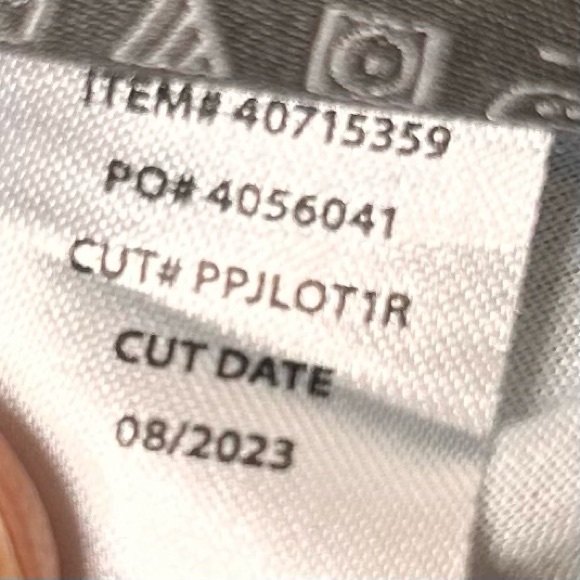 ITEM# 40715359
PO# 4056041
CUT# PPJLOT1R
CUT DATE
08/2023